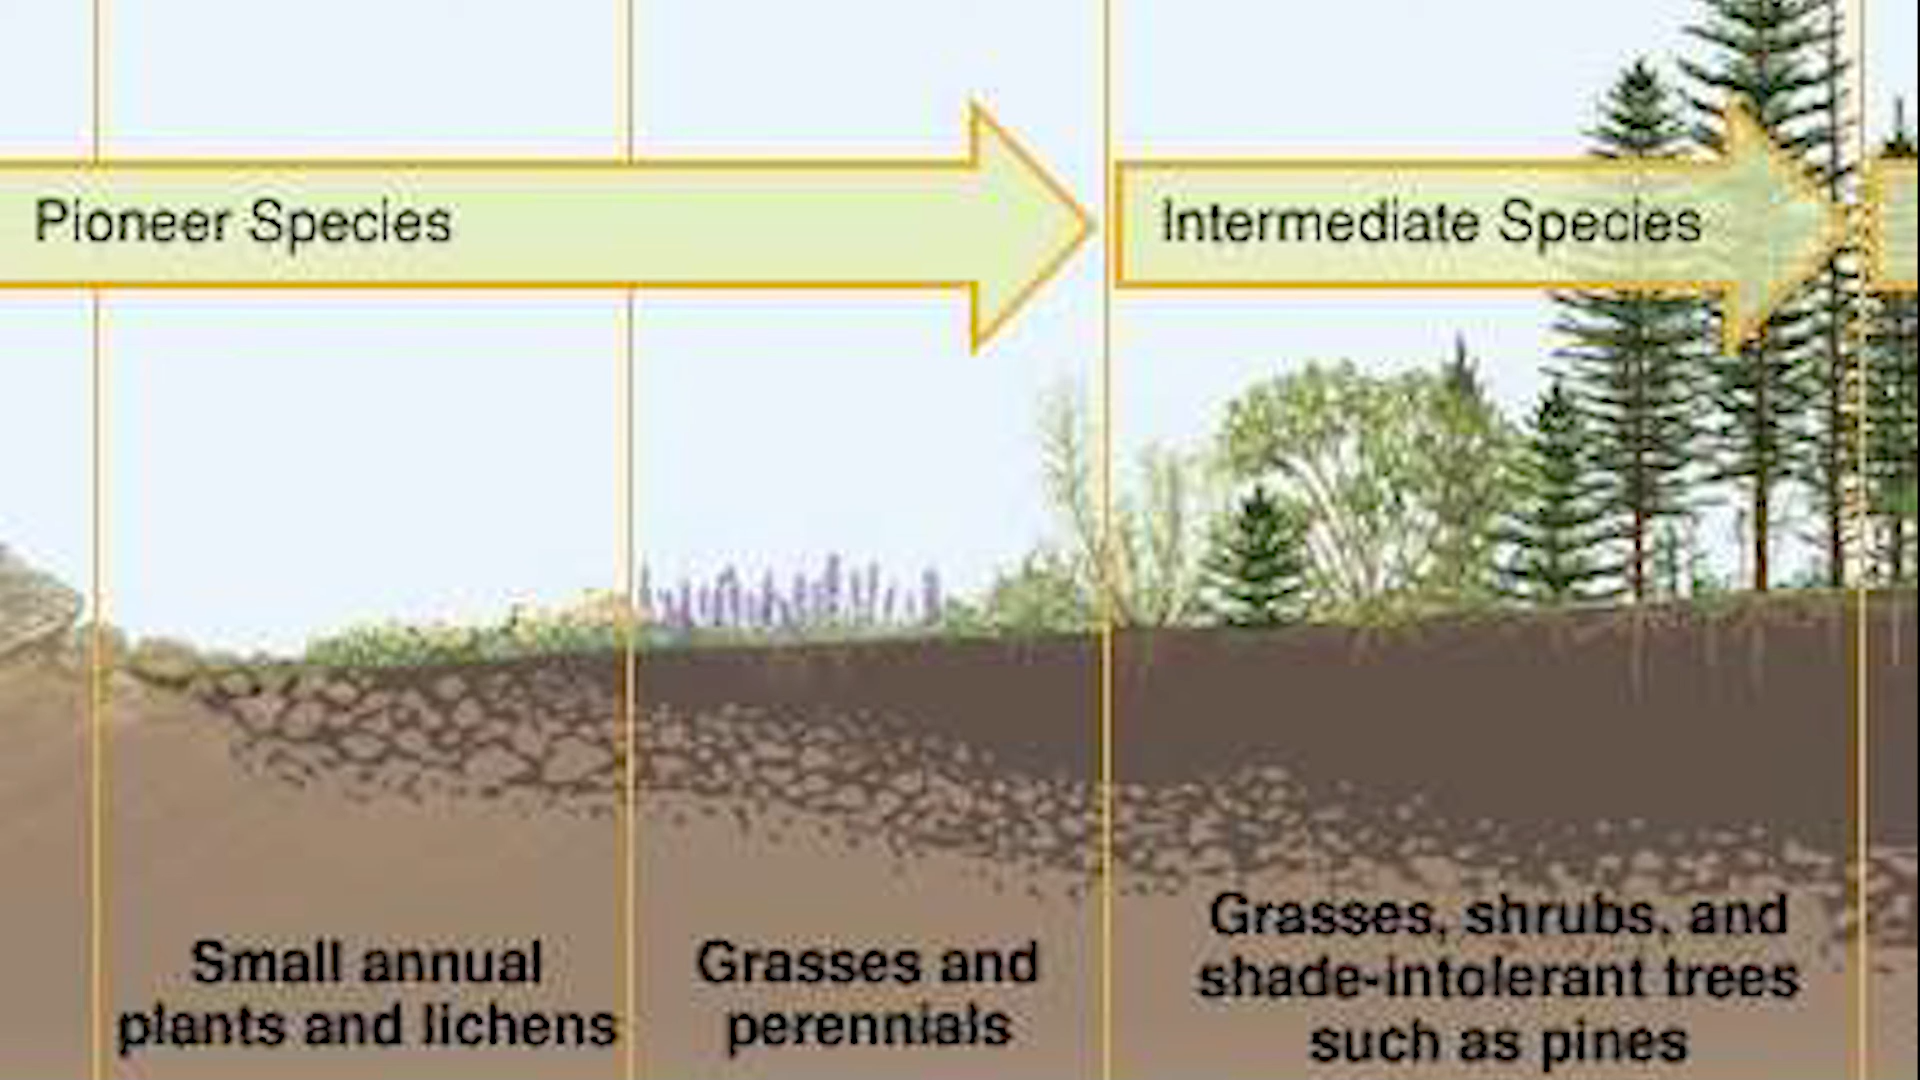 Pioneer Species
Intermediate Species
Small annual
plants and lichens
Grasses and
perennials
Grasses, shrubs, and
shade-intolerant trees
such as pines